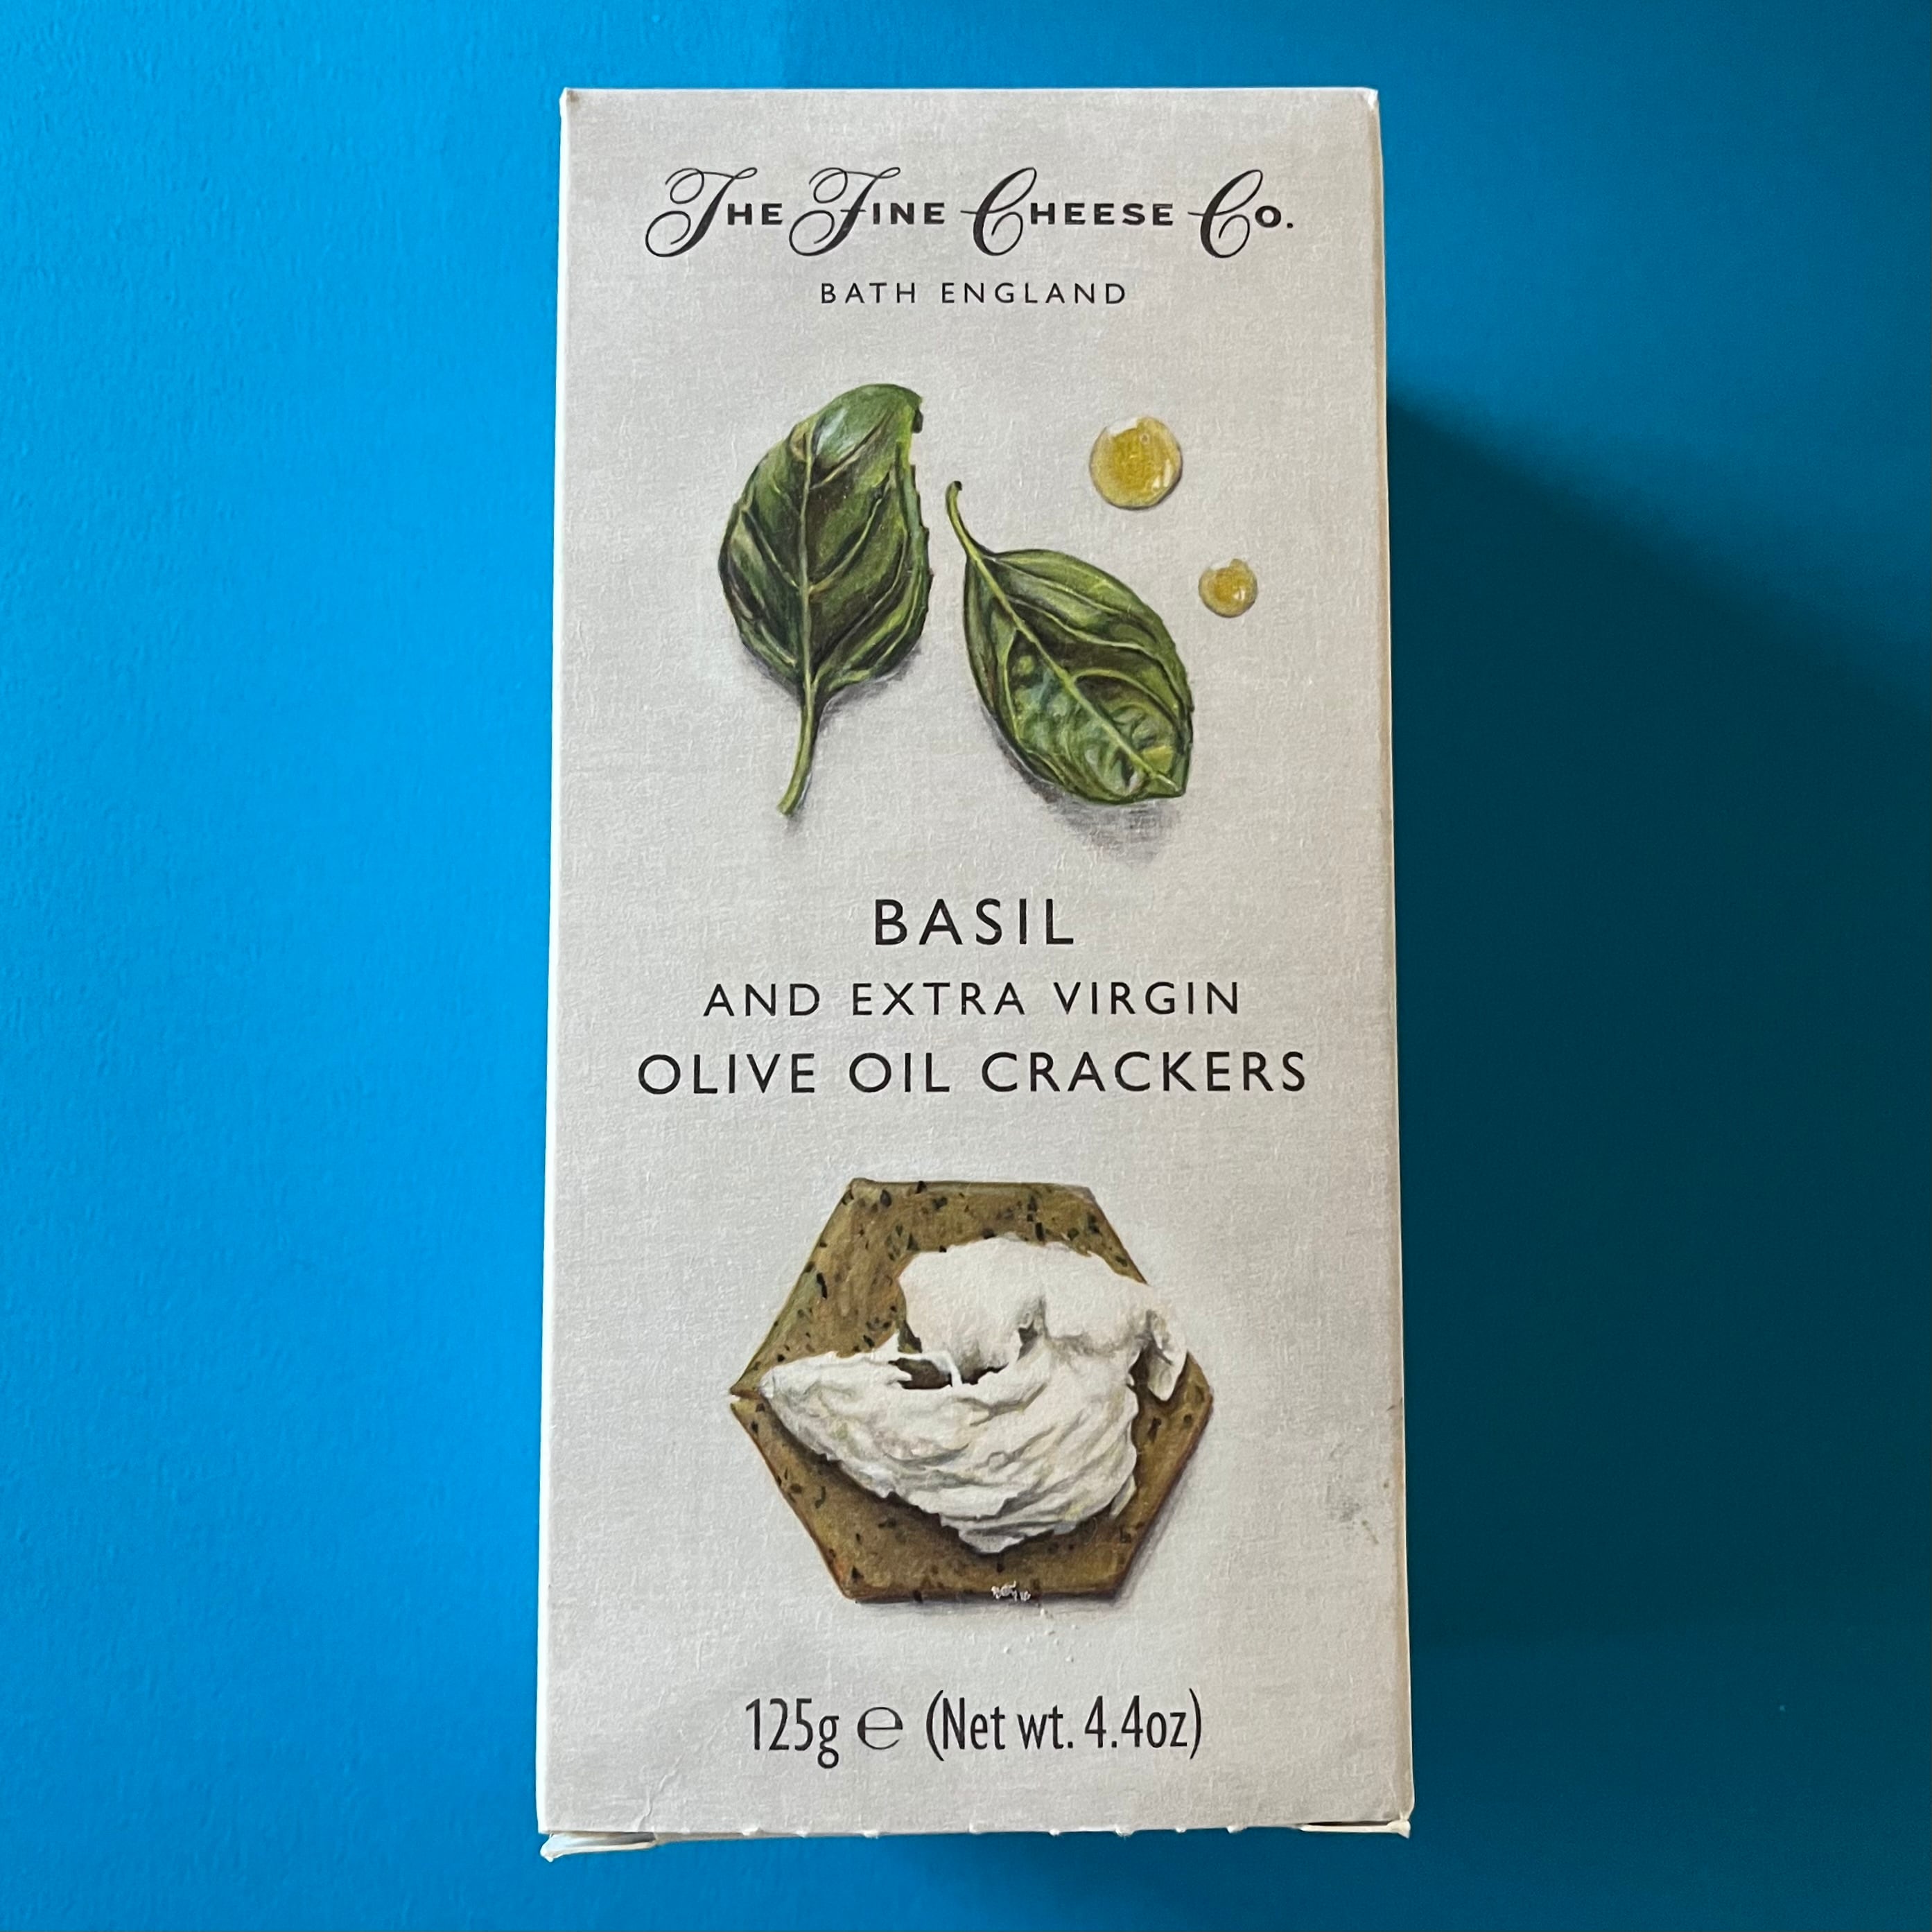 THE FINE CHEESE CO.
BATH ENGLAND
BASIL
AND EXTRA VIRGIN
OLIVE OIL CRACKERS
125g ℮ (Net wt. 4.4oz)